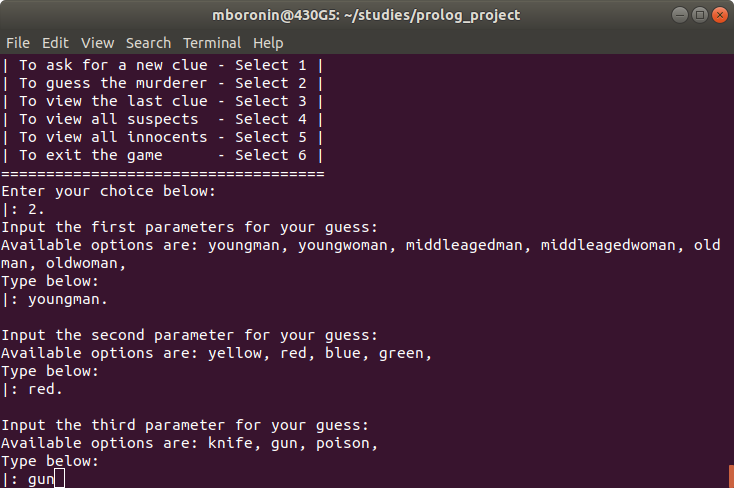 mboronin@430G5: ~/studies/prolog_project
File Edit View Search Terminal Help
| To ask for a new clue - Select 1 |
| To guess the murderer - Select 2 |
| To view the last clue - Select 3 |
| To view all suspects  - Select 4 |
| To view all innocents - Select 5 |
| To exit the game      - Select 6 |
====================================
Enter your choice below:
|: 2.
Input the first parameters for your guess:
Available options are: youngman, youngwoman, middleagedman, middleagedwoman, old
man, oldwoman,
Type below:
|: youngman.
Input the second parameter for your guess:
Available options are: yellow, red, blue, green,
Type below:
|: red.
Input the third parameter for your guess:
Available options are: knife, gun, poison,
Type below:
|: gun